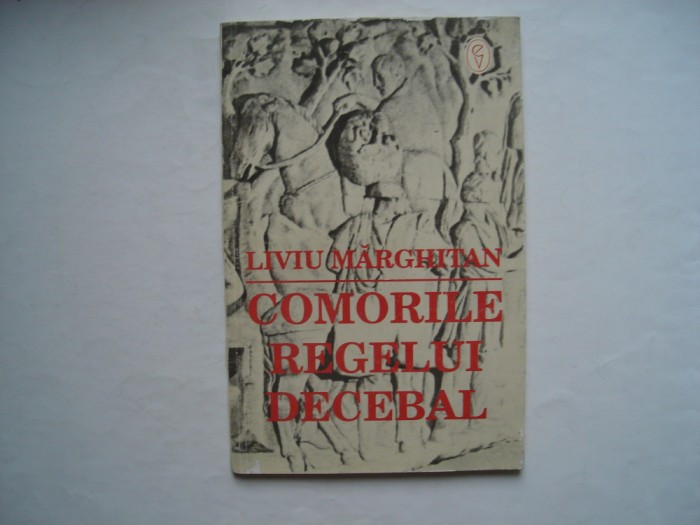 LIVIU MĂRGHITAN
COMORILE
REGELUI
DECEBAL